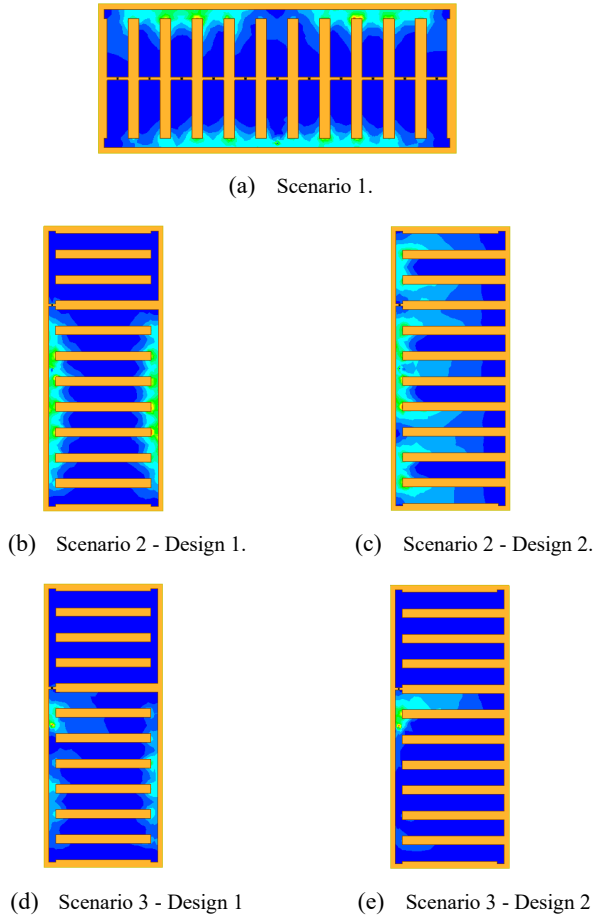 (a) Scenario 1.
(b) Scenario 2 - Design 1.
(c) Scenario 2 - Design 2.
(d) Scenario 3 - Design 1
(e) Scenario 3 - Design 2